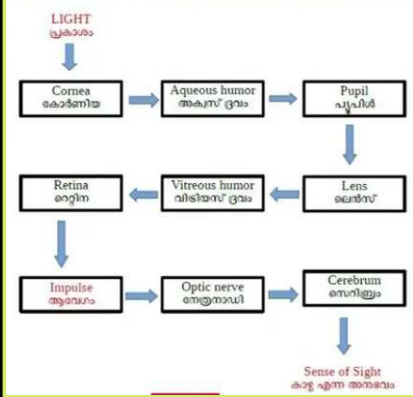 LIGHT
പ്രകാശം
Cornea
കോർണിയ
Aqueous humor
അക്വസ് ദ്രവം
Pupil
പ്യൂപിൾ
Lens
ലെൻസ്
Vitreous humor
വിട്രിയസ് ദ്രവം
Retina
റെറ്റിന
Impulse
ആവേഗം
Optic nerve
നേത്രനാഡി
Cerebrum
സെറിബ്രം
Sense of Sight
കാഴ്ച എന്ന അനുഭവം